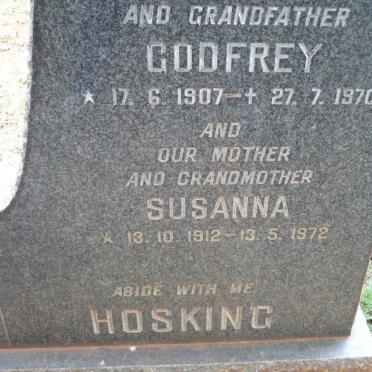 AND GRANDFATHER
GODFREY
★ 17. 6. 1907 – † 27. 7. 1970
AND
OUR MOTHER
AND GRANDMOTHER
SUSANNA
★ 13. 10. 1912 – 13. 5. 1972
ABIDE WITH ME
HOSKING